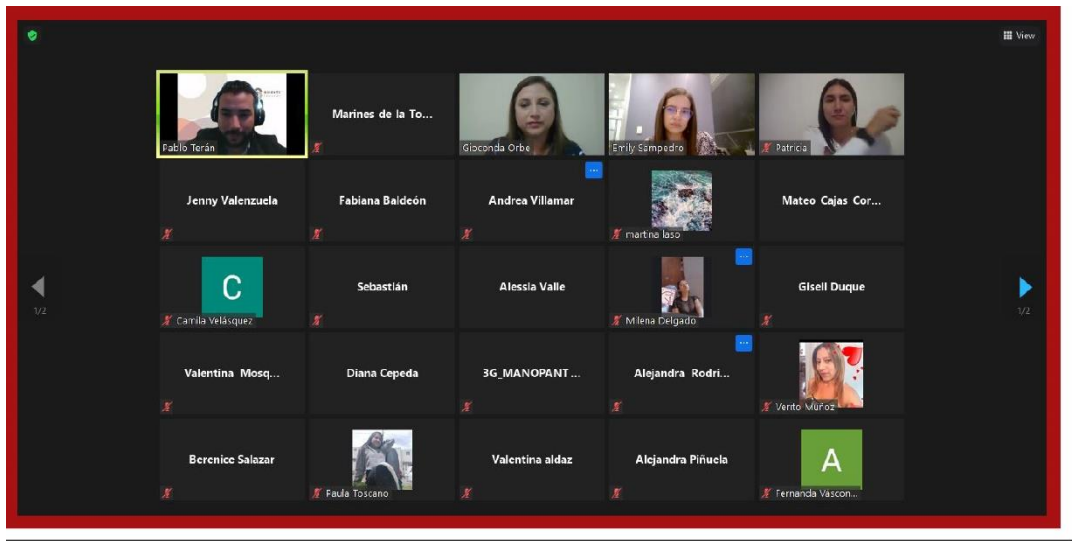 View
Pablo Terán
Marines de la To...
Gioconda Orbe
Emily Sampedro
Patricia
Jenny Valenzuela
Fabiana Baldeón
Andrea Villamar
martina laso
Mateo Cajas Cor...
C
Camila Velásquez
Sebastián
Alessia Valle
Milena Delgado
Gisell Duque
Valentina Mosq...
Diana Cepeda
3G_MANOPANT...
Alejandra Rodri...
Verito Muñoz
Berenice Salazar
Paula Toscano
Valentina aldaz
Alejandra Piñuela
A
Fernanda Vascon...
1/2
1/2